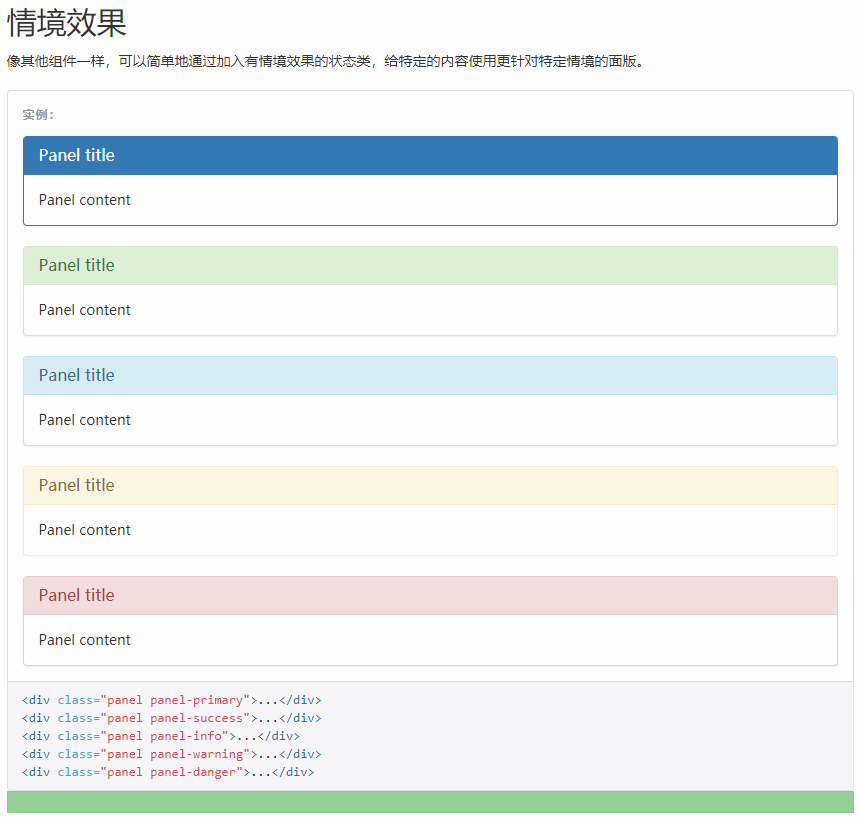 情境效果
像其他组件一样，可以简单地通过加入有情境效果的状态类，给特定的内容使用更针对特定情境的面版。
实例：
Panel title
Panel content
Panel title
Panel content
Panel title
Panel content
Panel title
Panel content
Panel title
Panel content
<div class="panel panel-primary">...</div>
<div class="panel panel-success">...</div>
<div class="panel panel-info">...</div>
<div class="panel panel-warning">...</div>
<div class="panel panel-danger">...</div>